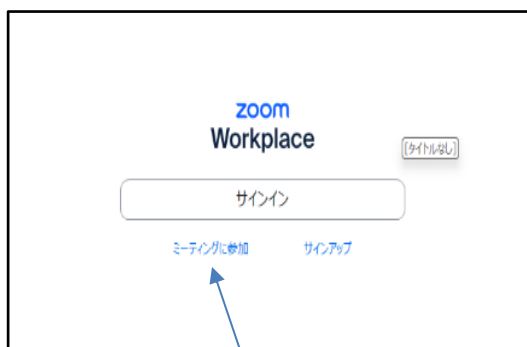 zoom
Workplace
[タイトルなし]
サインイン
ミーティングに参加
サインアップ